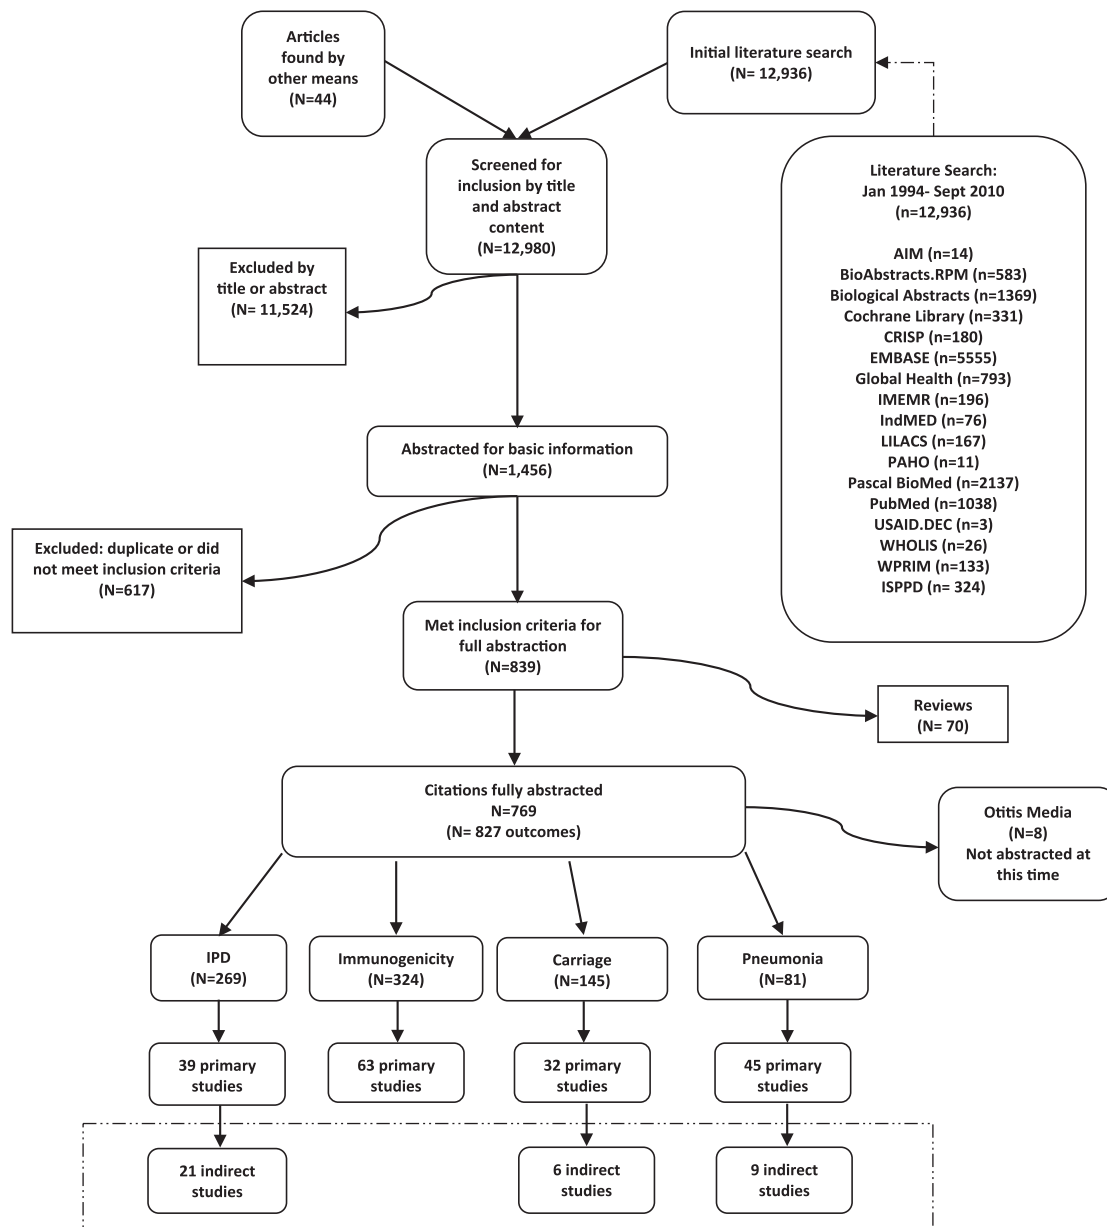 Articles
found by
other means
(N=44)
Initial literature search
(N= 12,936)
Screened for
inclusion by title
and abstract
content
(N=12,980)
Literature Search:
Jan 1994- Sept 2010
(n=12,936)
AIM (n=14)
BioAbstracts.RPM (n=583)
Biological Abstracts (n=1369)
Cochrane Library (n=331)
CRISP (n=180)
EMBASE (n=5555)
Global Health (n=793)
IMEMR (n=196)
IndMED (n=76)
LILACS (n=167)
PAHO (n=11)
Pascal BioMed (n=2137)
PubMed (n=1038)
USAID.DEC (n=3)
WHOLIS (n=26)
WPRIM (n=133)
ISPPD (n= 324)
Excluded by
title or abstract
(N= 11,524)
Abstracted for basic information
(N=1,456)
Excluded: duplicate or did
not meet inclusion criteria
(N=617)
Met inclusion criteria for
full abstraction
(N=839)
Reviews
(N= 70)
Citations fully abstracted
N=769
(N= 827 outcomes)
Otitis Media
(N=8)
Not abstracted at
this time
IPD
(N=269)
Immunogenicity
(N=324)
Carriage
(N=145)
Pneumonia
(N=81)
39 primary
studies
63 primary
studies
32 primary
studies
45 primary
studies
21 indirect
studies
6 indirect
studies
9 indirect
studies